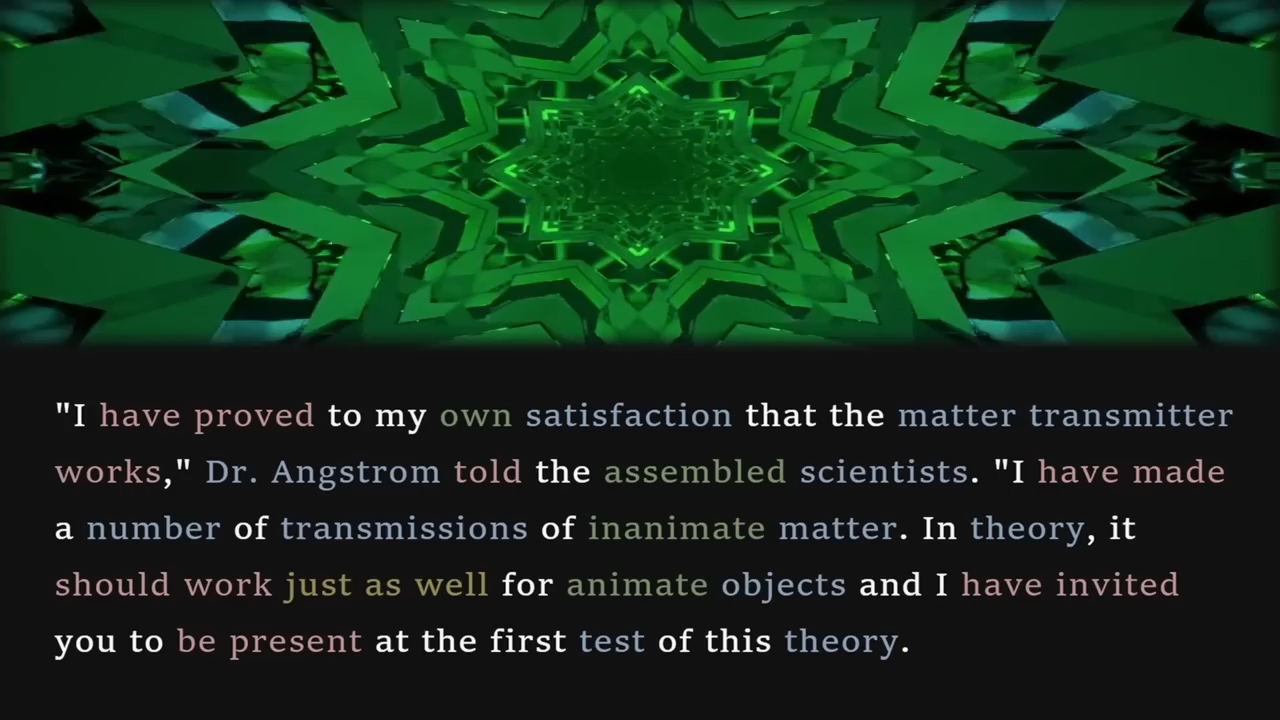 "I have proved to my own satisfaction that the matter transmitter
works," Dr. Angstrom told the assembled scientists. "I have made
a number of transmissions of inanimate matter. In theory, it
should work just as well for animate objects and I have invited
you to be present at the first test of this theory.